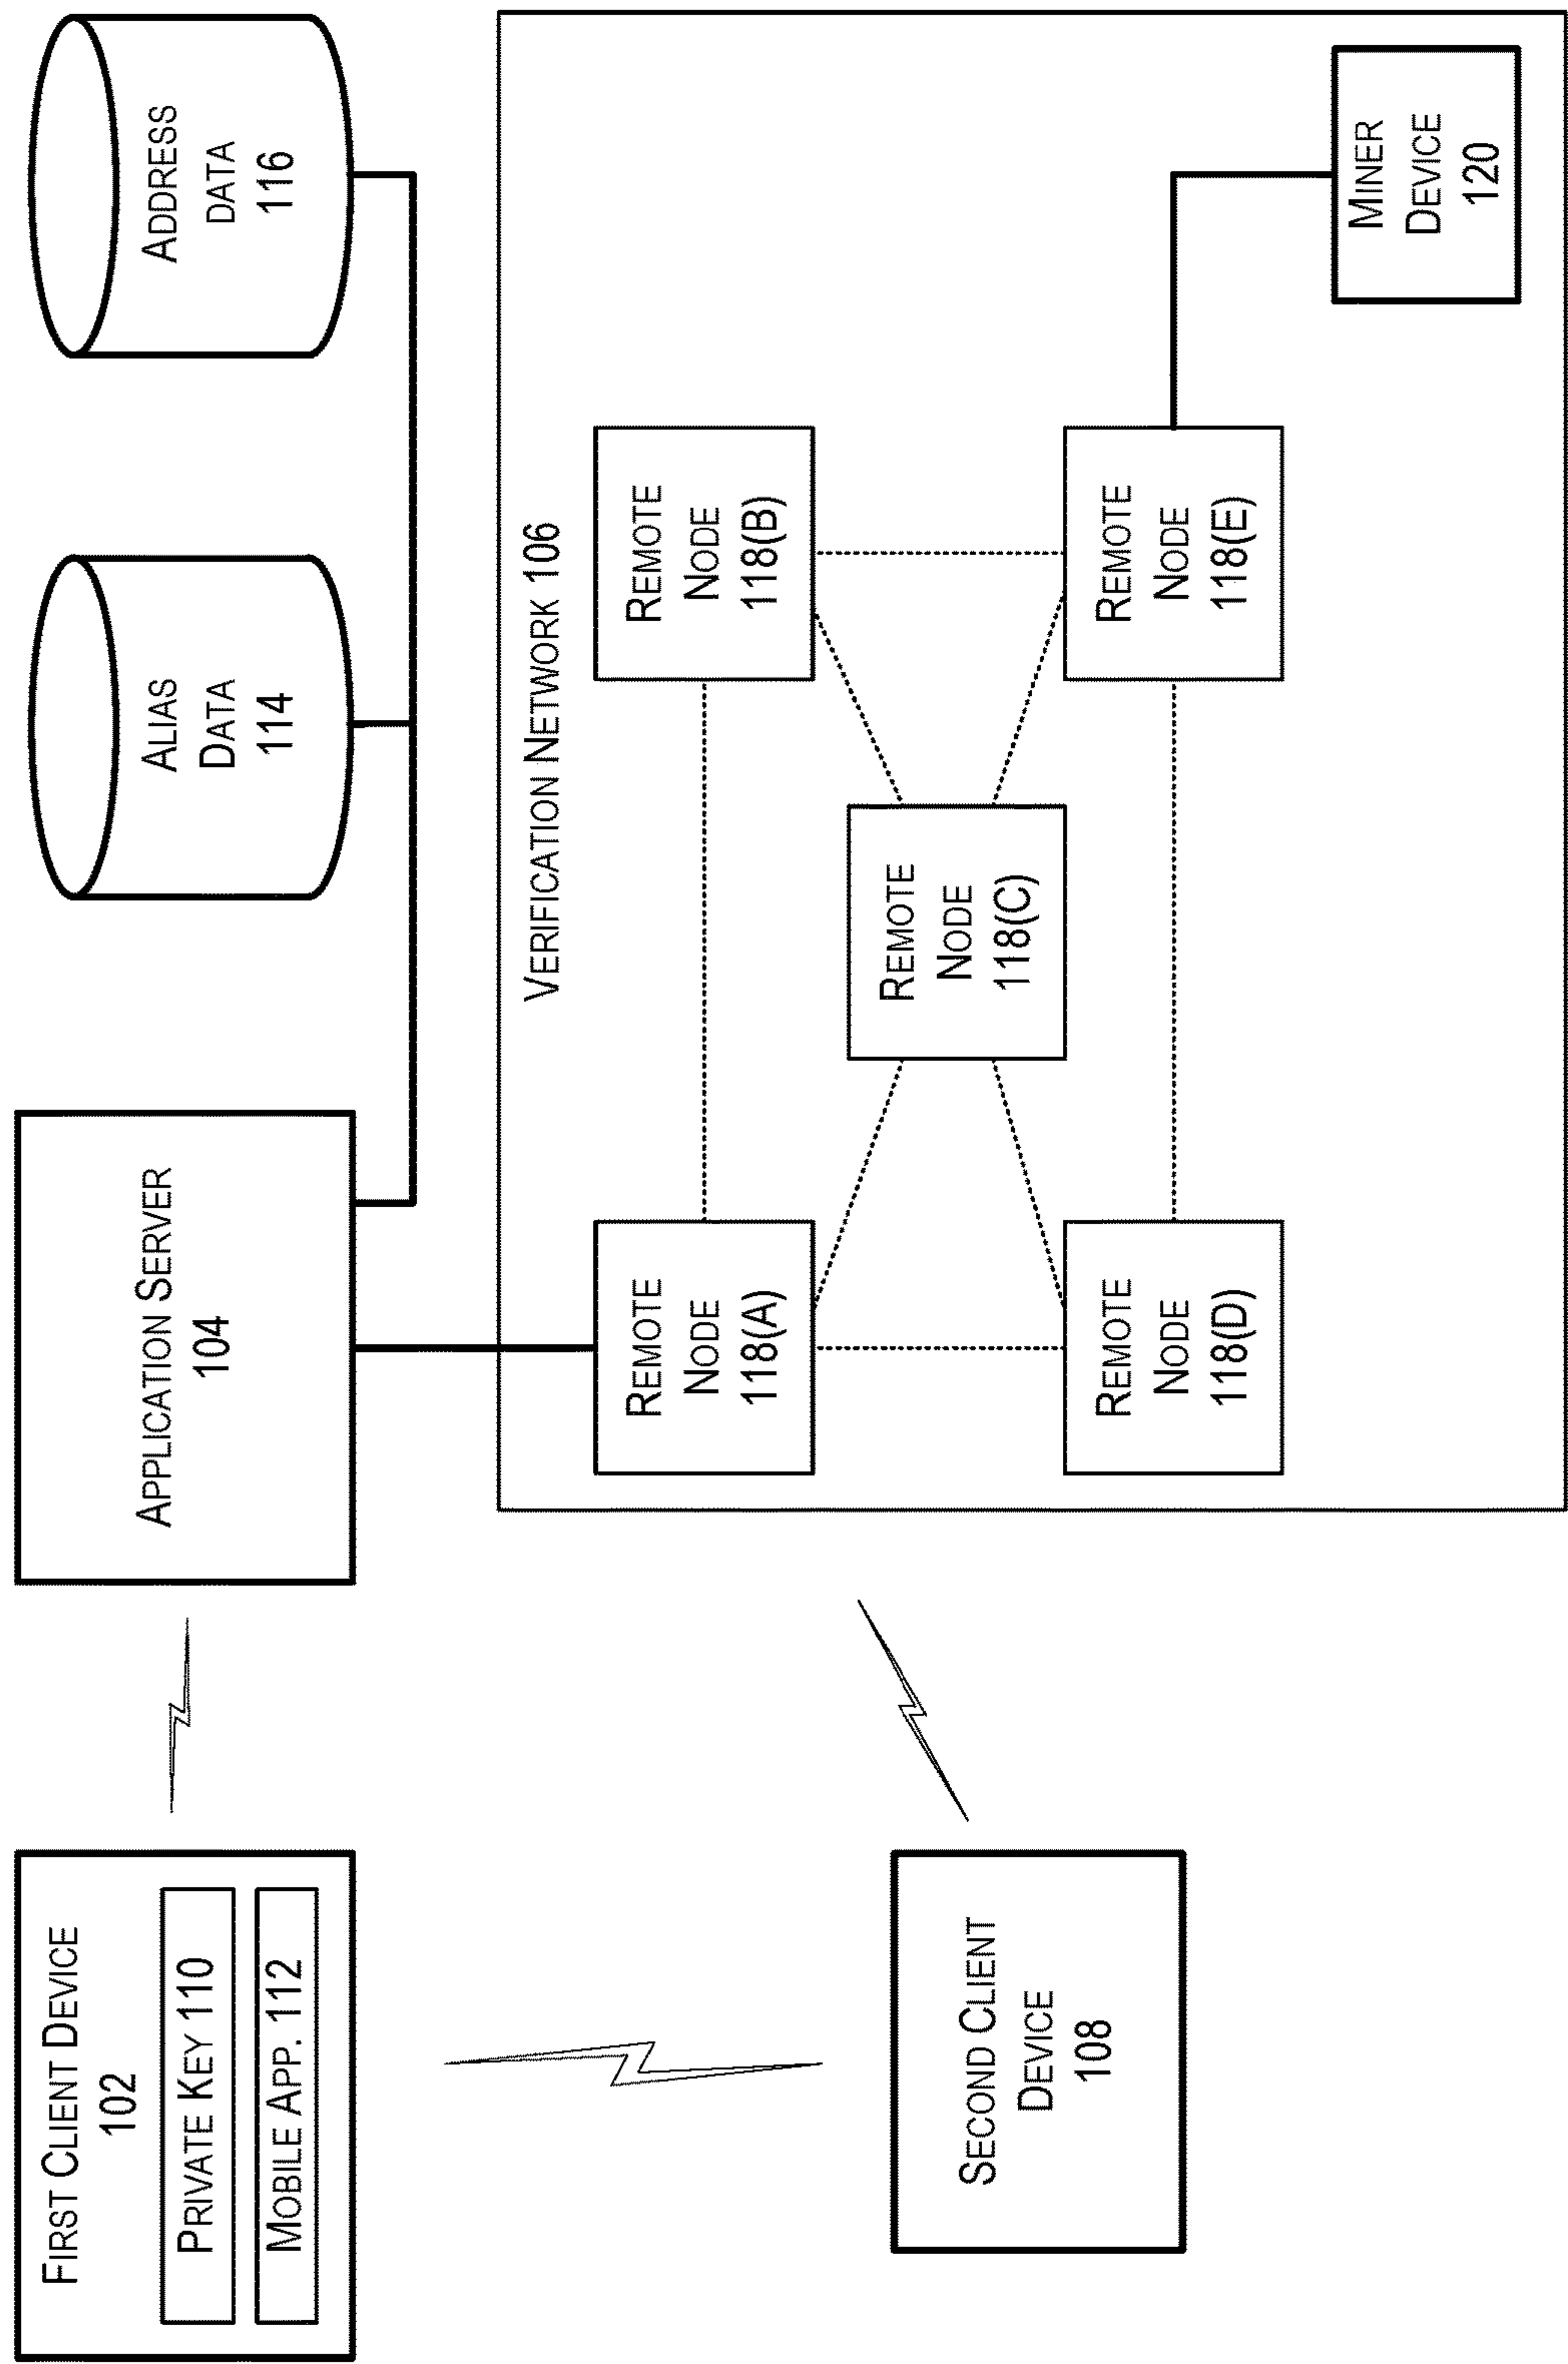 FIRST CLIENT DEVICE
102
PRIVATE KEY 110
MOBILE APP. 112
APPLICATION SERVER
104
ALIAS
DATA
114
ADDRESS
DATA
116
SECOND CLIENT
DEVICE
108
VERIFICATION NETWORK 106
REMOTE
NODE
118(A)
REMOTE
NODE
118(B)
REMOTE
NODE
118(C)
REMOTE
NODE
118(D)
REMOTE
NODE
118(E)
MINER
DEVICE
120